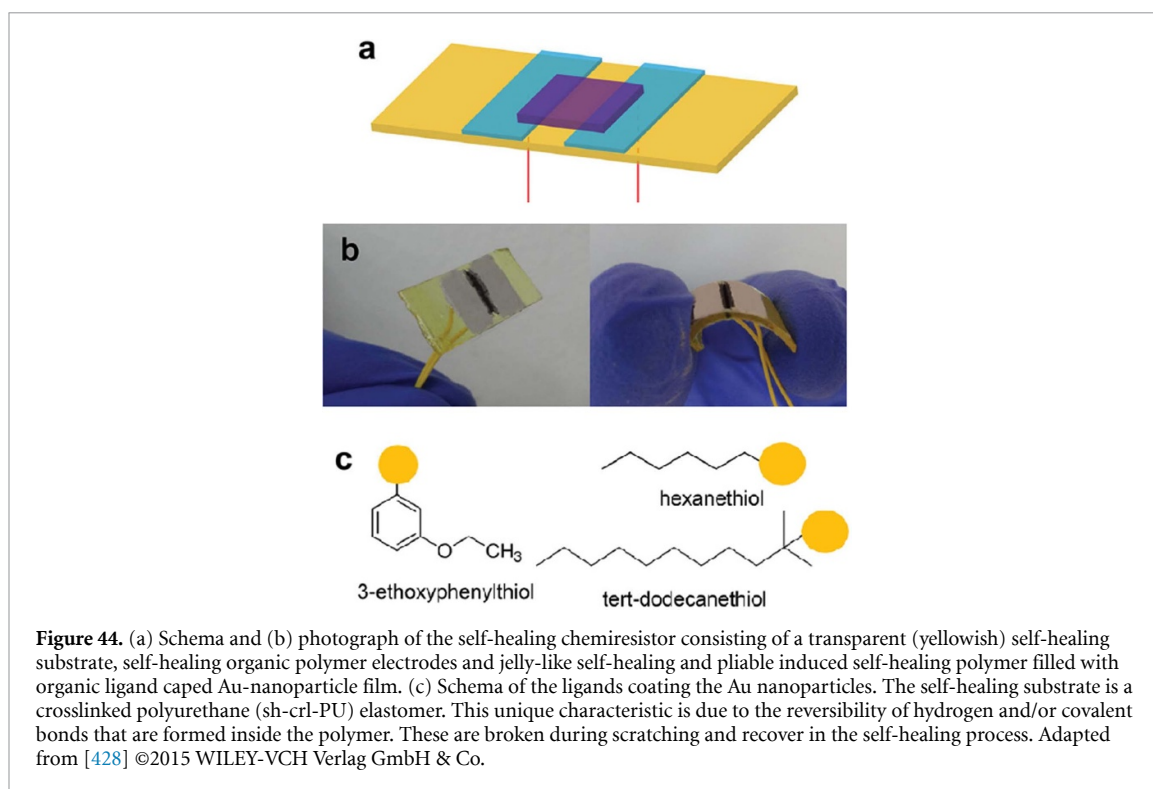 a
b
c
hexanethiol
O
CH3
3-ethoxyphenylthiol
tert-dodecanethiol
Figure 44. (a) Schema and (b) photograph of the self-healing chemiresistor consisting of a transparent (yellowish) self-healing
substrate, self-healing organic polymer electrodes and jelly-like self-healing and pliable induced self-healing polymer filled with
organic ligand caped Au-nanoparticle film. (c) Schema of the ligands coating the Au nanoparticles. The self-healing substrate is a
crosslinked polyurethane (sh-crl-PU) elastomer. This unique characteristic is due to the reversibility of hydrogen and/or covalent
bonds that are formed inside the polymer. These are broken during scratching and recover in the self-healing process. Adapted
from [428] ©2015 WILEY-VCH Verlag GmbH & Co.